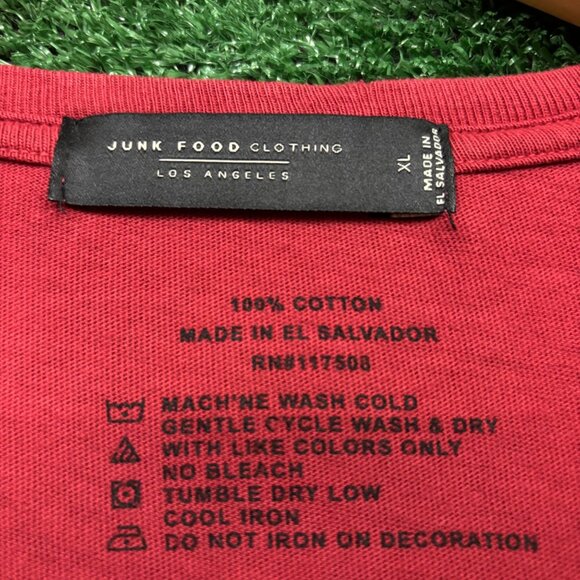 JUNK FOOD CLOTHING
LOS ANGELES
XL
MADE IN
EL SALVADOR
100% COTTON
MADE IN EL SALVADOR
RN#117508
MACH'NE WASH COLD
GENTLE CYCLE WASH & DRY
WITH LIKE COLORS ONLY
NO BLEACH
TUMBLE DRY LOW
COOL IRON
DO NOT IRON ON DECORATION